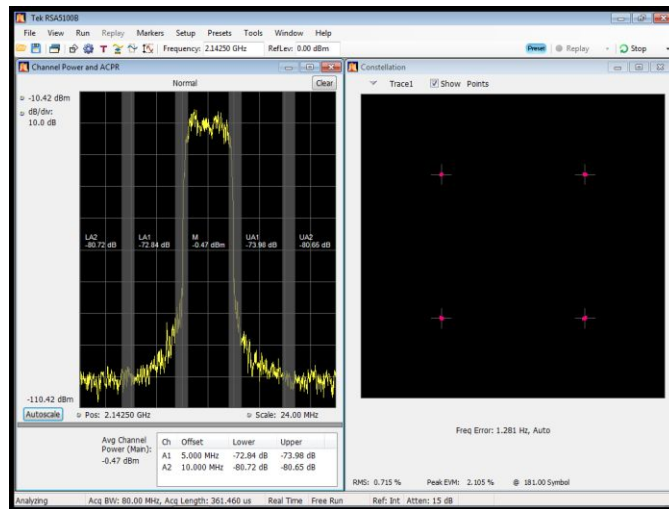 Tek RSA5100B
File View Run Replay Markers Setup Presets Tools Window Help
Frequency: 2.14250 GHz RefLev: 0.00 dBm
Preset Replay Stop
Channel Power and ACPR
Normal
Clear
-10.42 dBm
dB/div:
10.0 dB
LA2 LA1 M UA1 UA2
-80.72 dB -72.84 dB -0.47 dBm -73.98 dB -80.65 dB
-110.42 dBm
Autoscale
Pos: 2.14250 GHz Scale: 24.00 MHz
Avg Channel
Power (Main):
-0.47 dBm
Ch Offset Lower Upper
A1 5.000 MHz -72.84 dB -73.98 dB
A2 10.000 MHz -80.72 dB -80.65 dB
Constellation
Trace1 Show Points
Freq Error: 1.281 Hz, Auto
RMS: 0.715 % Peak EVM: 2.105 % @ 181.00 Symbol
Analyzing Acq BW: 80.00 MHz, Acq Length: 361.460 us Real Time Free Run Ref: Int Atten: 15 dB